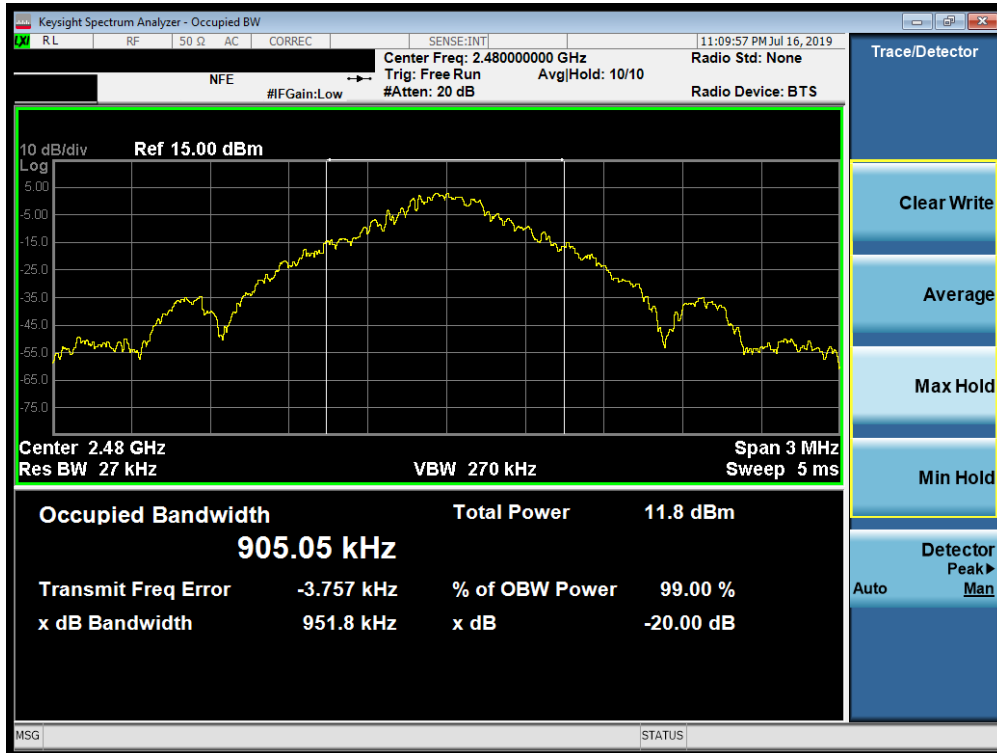 Keysight Spectrum Analyzer - Occupied BW
LXI RL RF 50 Ω AC CORREC SENSE:INT 11:09:57 PM Jul 16, 2019
Center Freq: 2.480000000 GHz Radio Std: None
NFE Trig: Free Run Avg|Hold: 10/10
#IFGain:Low #Atten: 20 dB Radio Device: BTS
10 dB/div Ref 15.00 dBm
Log
5.00
-5.00
-15.0
-25.0
-35.0
-45.0
-55.0
-65.0
-75.0
Center 2.48 GHz Span 3 MHz
Res BW 27 kHz VBW 270 kHz Sweep 5 ms
Occupied Bandwidth Total Power 11.8 dBm
905.05 kHz
Transmit Freq Error -3.757 kHz % of OBW Power 99.00 %
x dB Bandwidth 951.8 kHz x dB -20.00 dB
MSG STATUS
Trace/Detector
Clear Write
Average
Max Hold
Min Hold
Detector
Peak▶
Auto Man